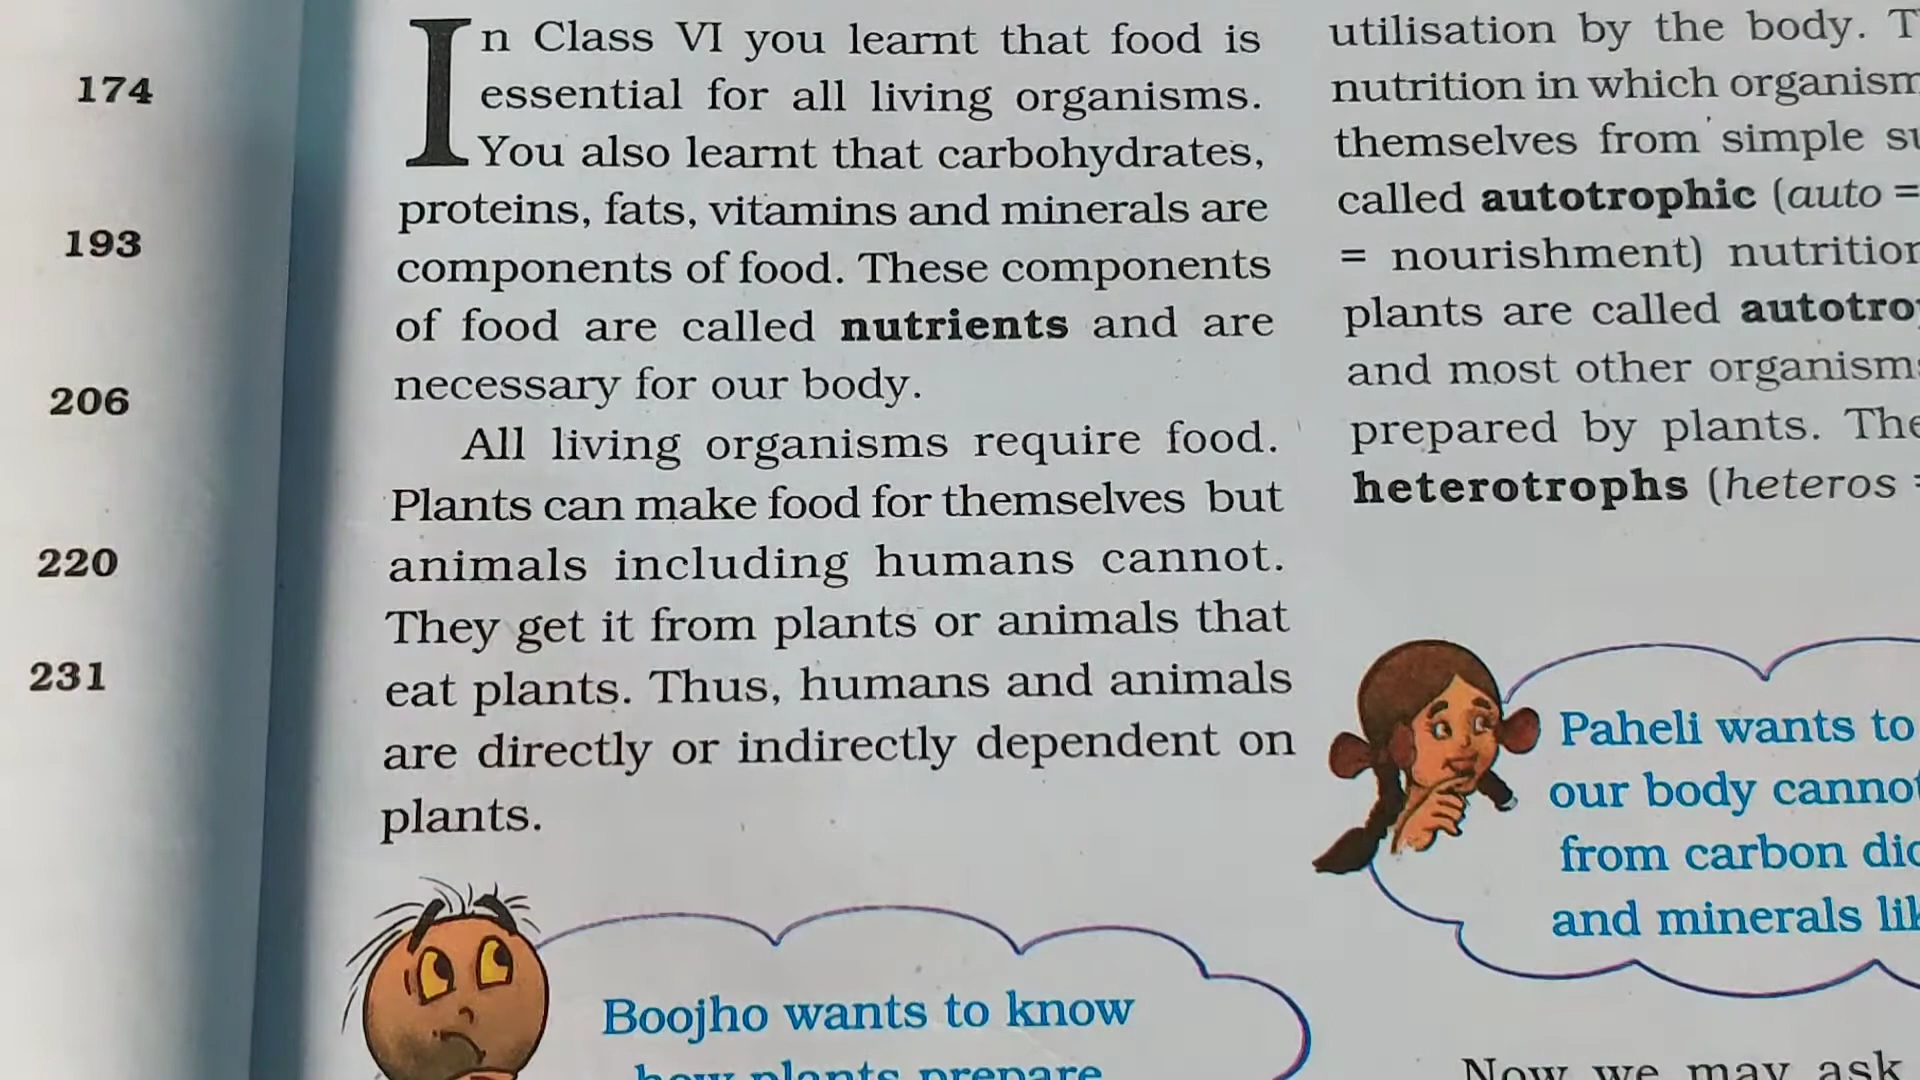 174
193
206
220
231
In Class VI you learnt that food is
essential for all living organisms.
You also learnt that carbohydrates,
proteins, fats, vitamins and minerals are
components of food. These components
of food are called nutrients and are
necessary for our body.
All living organisms require food.
Plants can make food for themselves but
animals including humans cannot.
They get it from plants or animals that
eat plants. Thus, humans and animals
are directly or indirectly dependent on
plants.
Boojho wants to know
how plants prepare
utilisation by the body.
nutrition in which
themselves from simple
called autotrophic (auto =
= nourishment) nutrition
plants are called
and most other
prepared by plants.
heterotrophs (heteros =
Paheli wants to
our body
from carbon
and minerals
Now we may ask